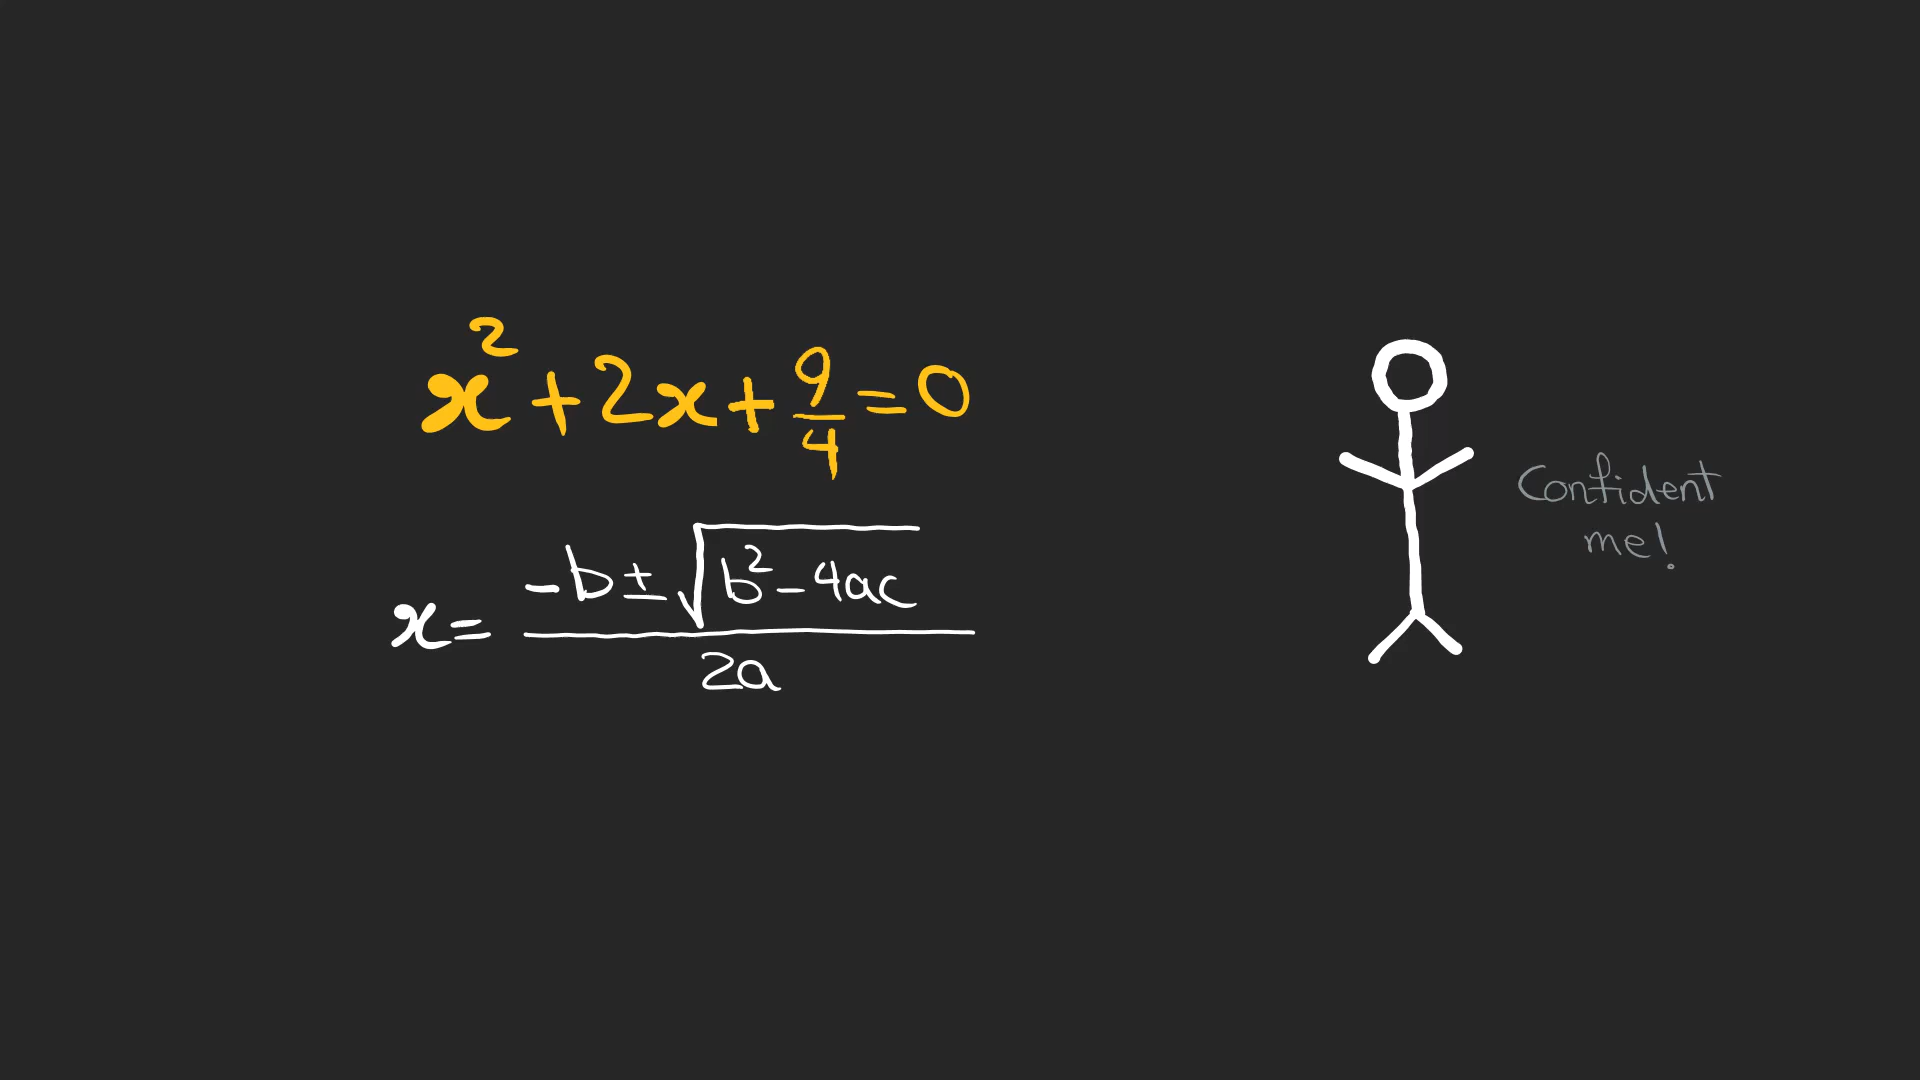 x² + 2x + 9/4 = 0
x = (-b ± √(b² - 4ac)) / 2a
Confident
me!